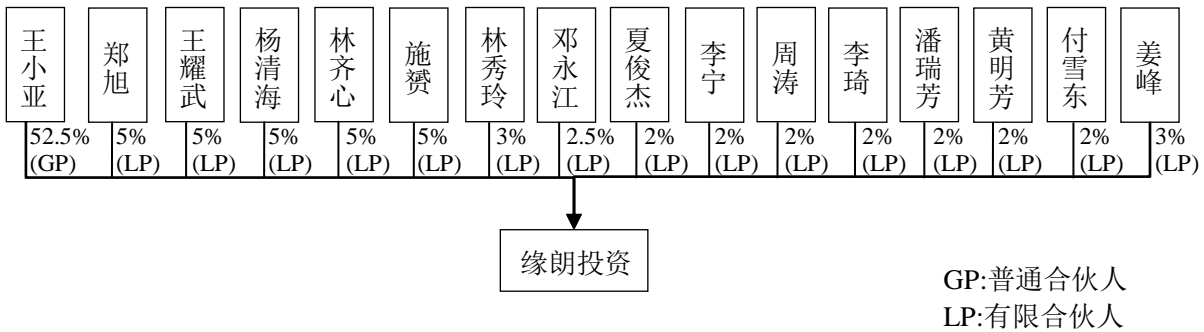 王小亚
郑旭
王耀武
杨清海
林齐心
施赟
林秀玲
邓永江
夏俊杰
李宁
周涛
李琦
潘瑞芳
黄明芳
付雪东
姜峰
52.5%
(GP)
5%
(LP)
5%
(LP)
5%
(LP)
5%
(LP)
5%
(LP)
3%
(LP)
2.5%
(LP)
2%
(LP)
2%
(LP)
2%
(LP)
2%
(LP)
2%
(LP)
2%
(LP)
2%
(LP)
3%
(LP)
缘朗投资
GP:普通合伙人
LP:有限合伙人